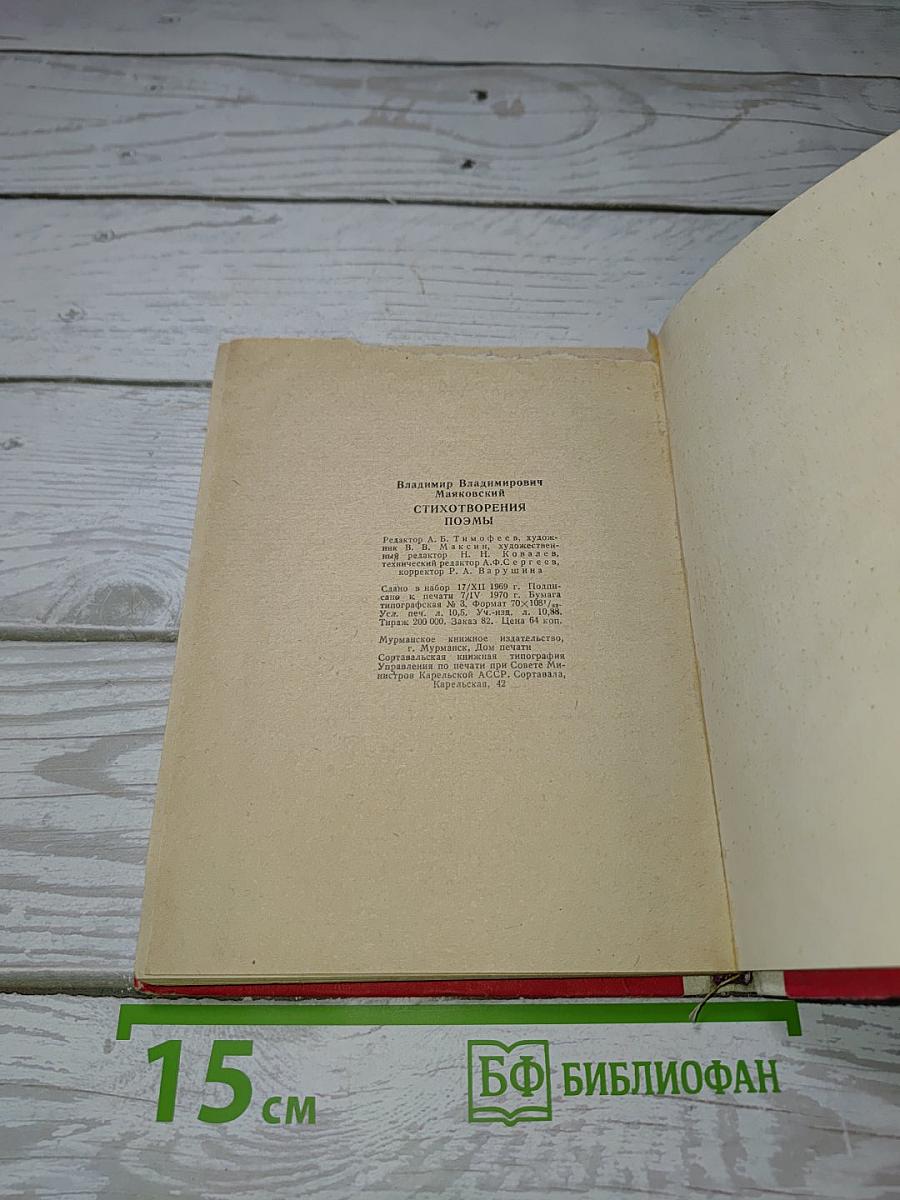 Владимир Владимирович
Маяковский
СТИХОТВОРЕНИЯ
ПОЭМЫ
Редактор А. Б. Тимофеев, худож-
ник В. В. Максин, художествен-
ный редактор Н. Н. Ковалев,
технический редактор А.Ф.Сергеев,
корректор Р. А. Варушина
Сдано в набор 17/XII 1969 г. Подпи-
сано к печати 7/IV 1970 г. Бумага
типографская № 3. Формат 70×108¹/₃₂.
Усл. печ. л. 10,5. Уч.-изд. л. 10,88.
Тираж 200 000. Заказ 82. Цена 64 коп.
Мурманское книжное издательство,
г. Мурманск, Дом печати
Сортавальская книжная типография
Управления по печати при Совете Ми-
нистров Карельской АССР. Сортавала,
Карельская, 42
15 см
БФ БИБЛИОФАН